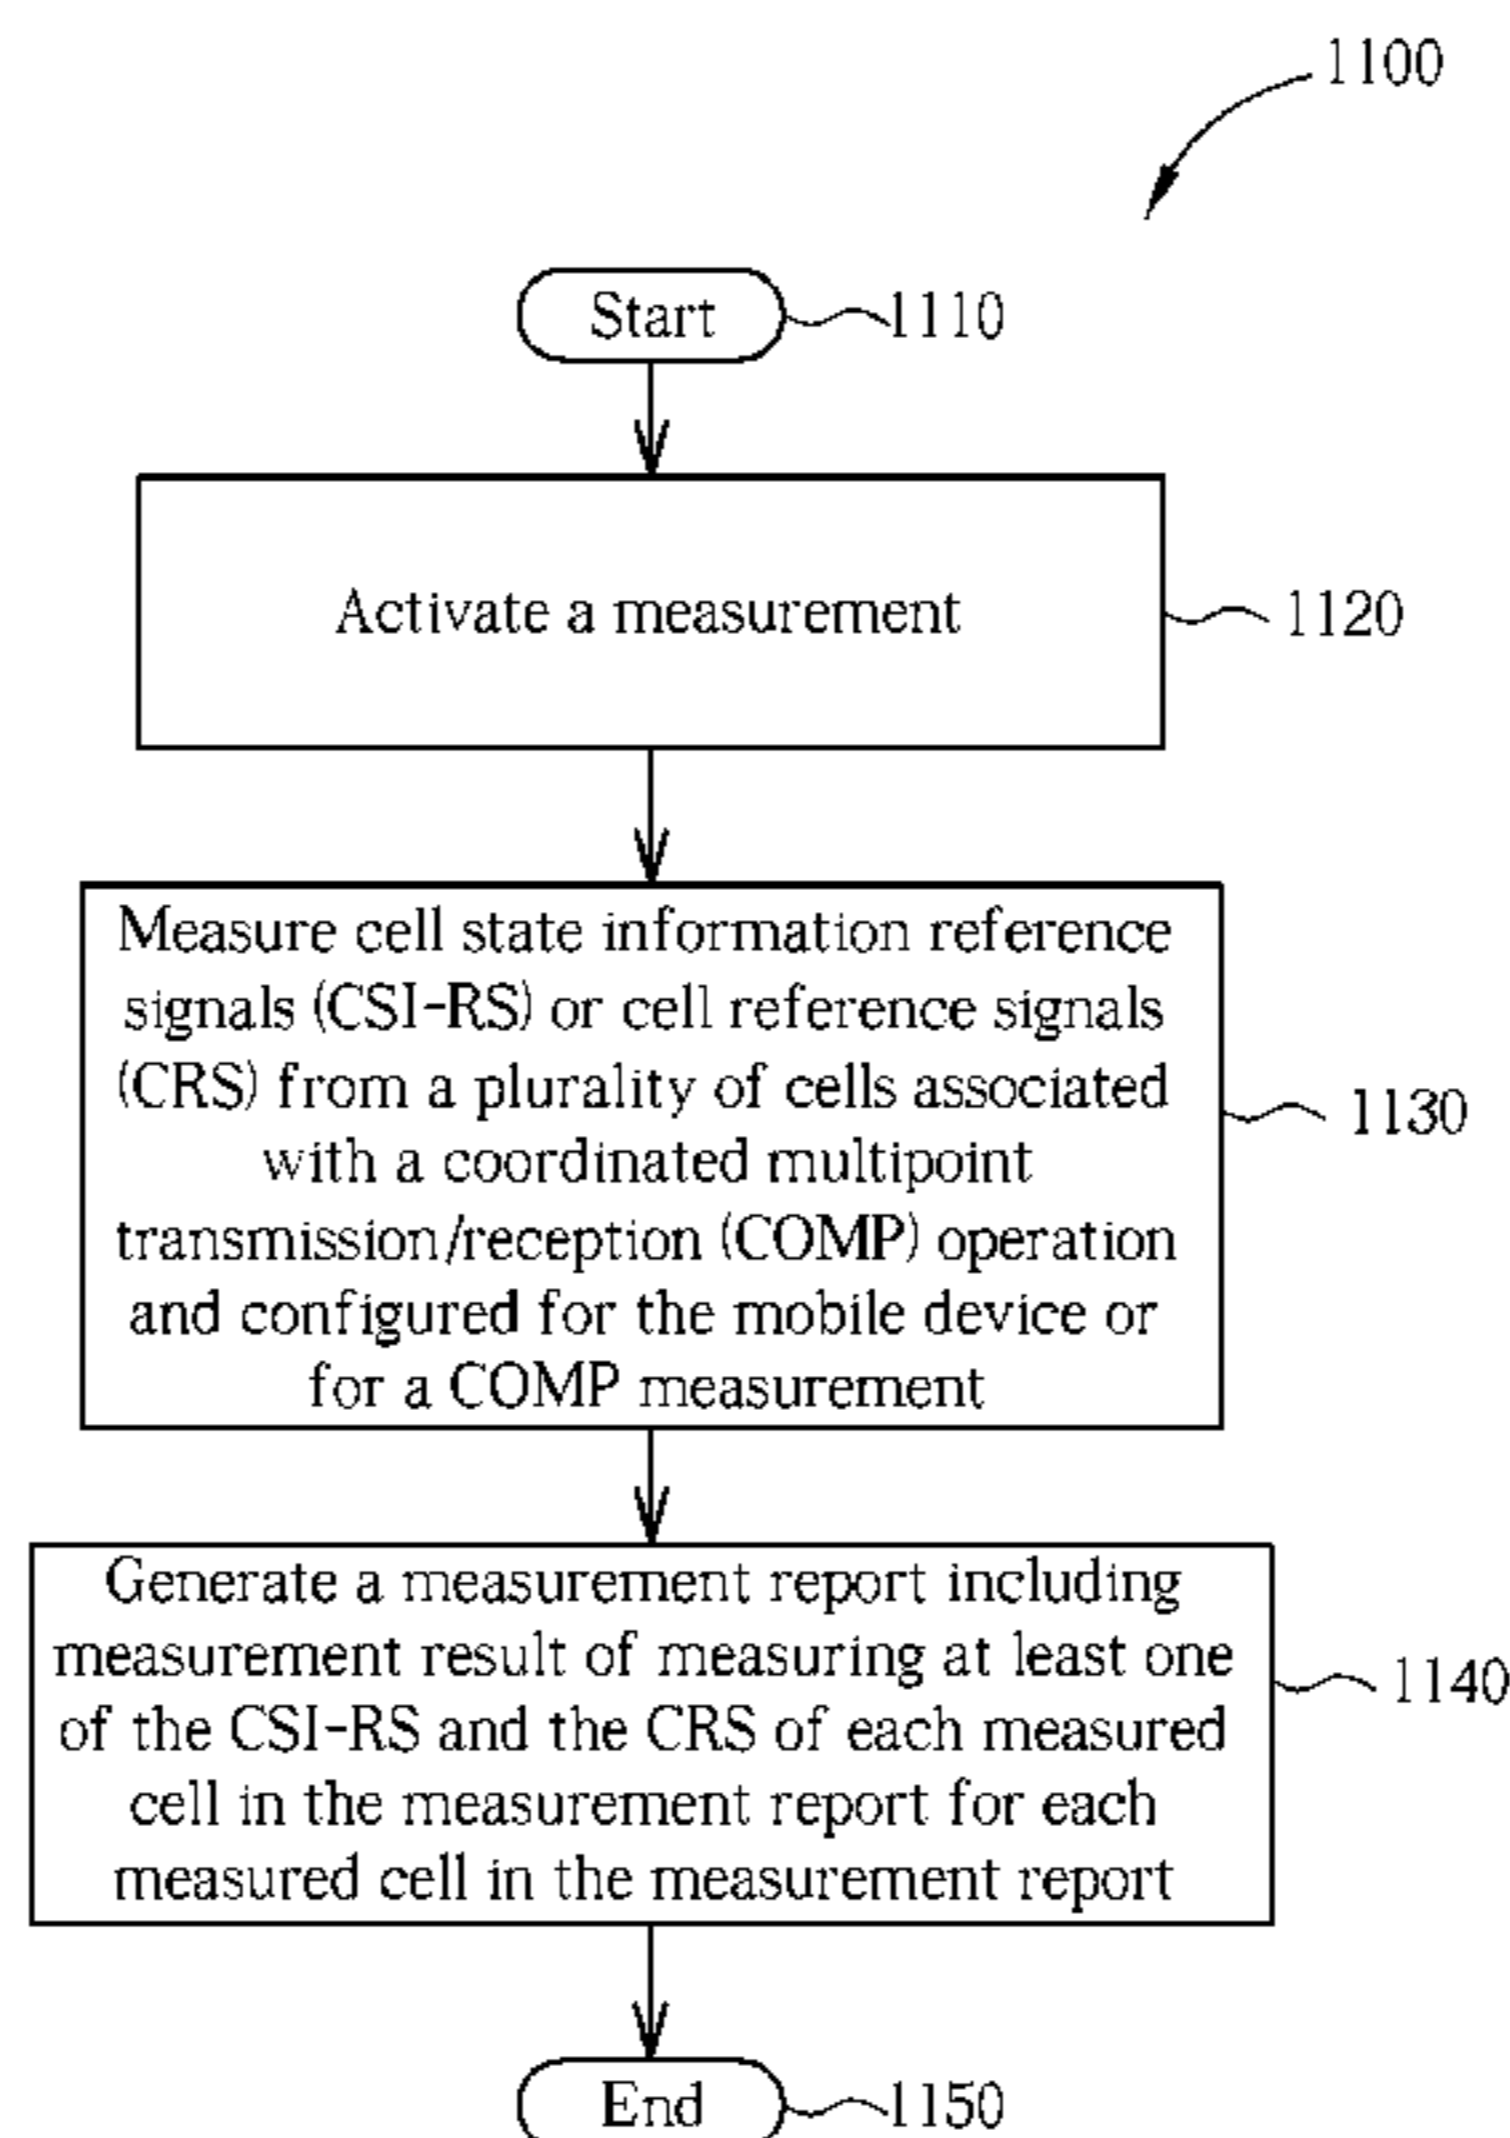 1100
Start
1110
Activate a measurement
1120
Measure cell state information reference
signals (CSI-RS) or cell reference signals
(CRS) from a plurality of cells associated
with a coordinated multipoint
transmission/reception (COMP) operation
and configured for the mobile device or
for a COMP measurement
1130
Generate a measurement report including
measurement result of measuring at least one
of the CSI-RS and the CRS of each measured
cell in the measurement report for each
measured cell in the measurement report
1140
End
1150